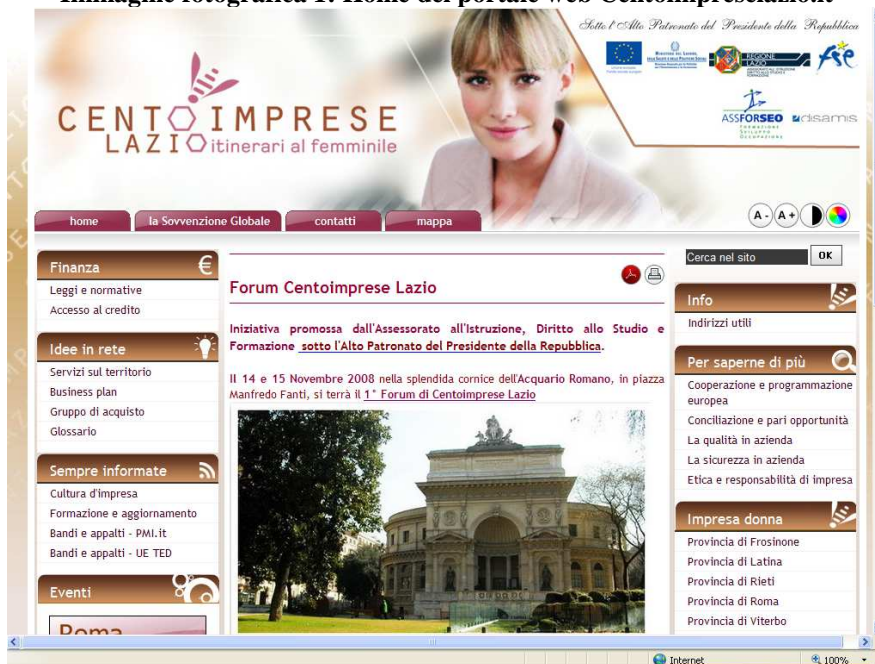 Immagine fotografica 1: Home del portale web Centoimpreselazio.it
Sotto l'Alto Patronato del Presidente della Repubblica
REGIONE
LAZIO
fse
CENTOIMPRESE
LAZIO itinerari al femminile
ASSFORSEO
FORMAZIONE
SVILUPPO
OCCUPAZIONE
disamis
home
la Sovvenzione Globale
contatti
mappa
A -
A +
Cerca nel sito
OK
Finanza
€
Leggi e normative
Accesso al credito
Idee in rete
Servizi sul territorio
Business plan
Gruppo di acquisto
Glossario
Sempre informate
Cultura d'impresa
Formazione e aggiornamento
Bandi e appalti - PMI.it
Bandi e appalti - UE TED
Eventi
Roma
Forum Centoimprese Lazio
Iniziativa promossa dall'Assessorato all'Istruzione, Diritto allo Studio e
Formazione sotto l'Alto Patronato del Presidente della Repubblica.
Il 14 e 15 Novembre 2008 nella splendida cornice dell'Acquario Romano, in piazza
Manfredo Fanti, si terrà il 1° Forum di Centoimprese Lazio
Info
Indirizzi utili
Per saperne di più
Cooperazione e programmazione
europea
Conciliazione e pari opportunità
La qualità in azienda
La sicurezza in azienda
Etica e responsabilità di impresa
Impresa donna
Provincia di Frosinone
Provincia di Latina
Provincia di Rieti
Provincia di Roma
Provincia di Viterbo
Internet
100%